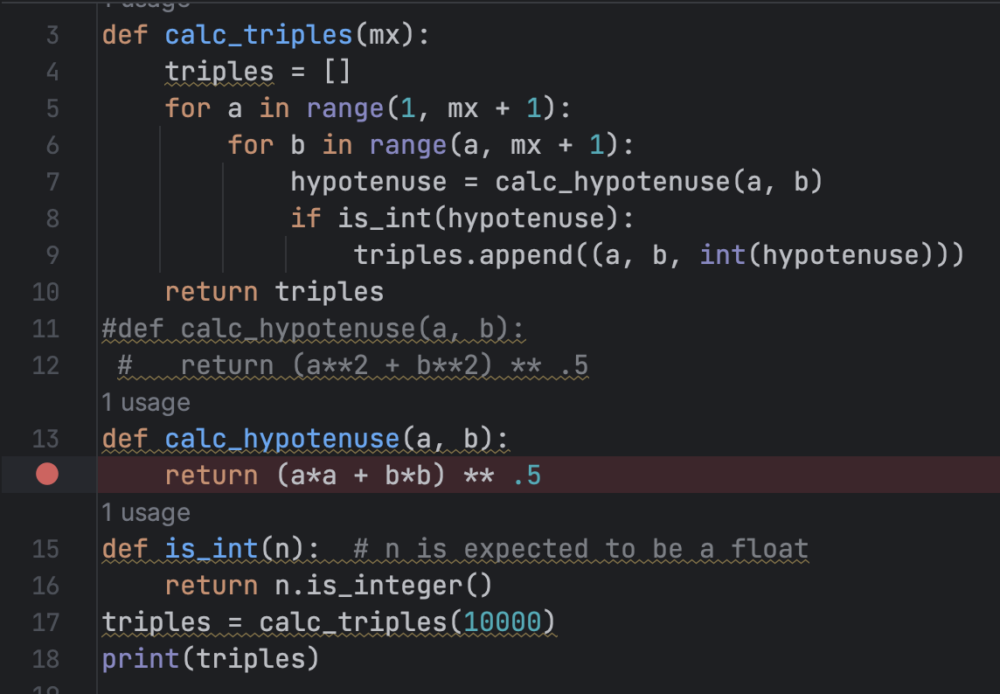 1 usage
3 def calc_triples(mx):
4     triples = []
5     for a in range(1, mx + 1):
6         for b in range(a, mx + 1):
7             hypotenuse = calc_hypotenuse(a, b)
8             if is_int(hypotenuse):
9                 triples.append((a, b, int(hypotenuse)))
10     return triples
11 #def calc_hypotenuse(a, b):
12  #   return (a**2 + b**2) ** .5
1 usage
13 def calc_hypotenuse(a, b):
    return (a*a + b*b) ** .5
1 usage
15 def is_int(n):  # n is expected to be a float
16     return n.is_integer()
17 triples = calc_triples(10000)
18 print(triples)
19